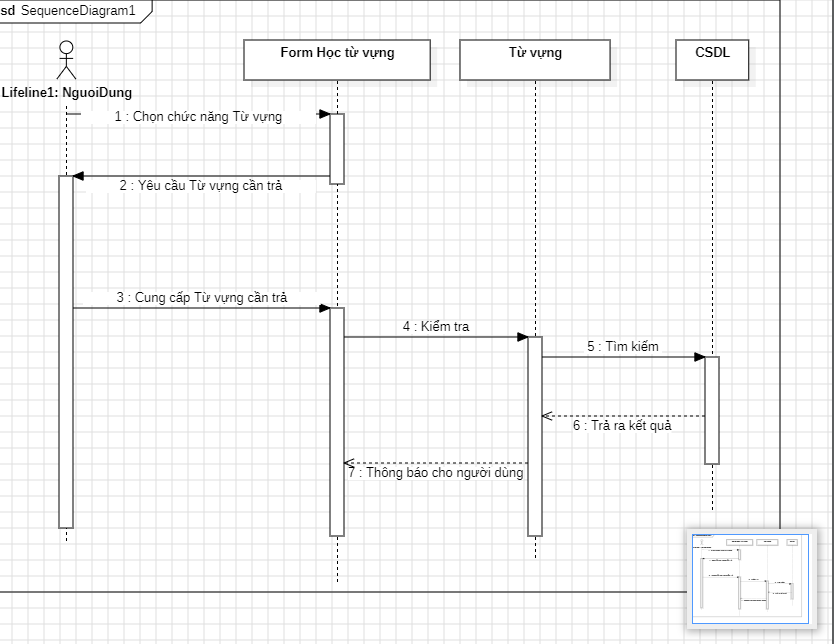 sd SequenceDiagram1
Form Học từ vựng
Từ vựng
CSDL
Lifeline1: NguoiDung
1 : Chọn chức năng Từ vựng
2 : Yêu cầu Từ vựng cần trả
3 : Cung cấp Từ vựng cần trả
4 : Kiểm tra
5 : Tìm kiếm
6 : Trả ra kết quả
7 : Thông báo cho người dùng